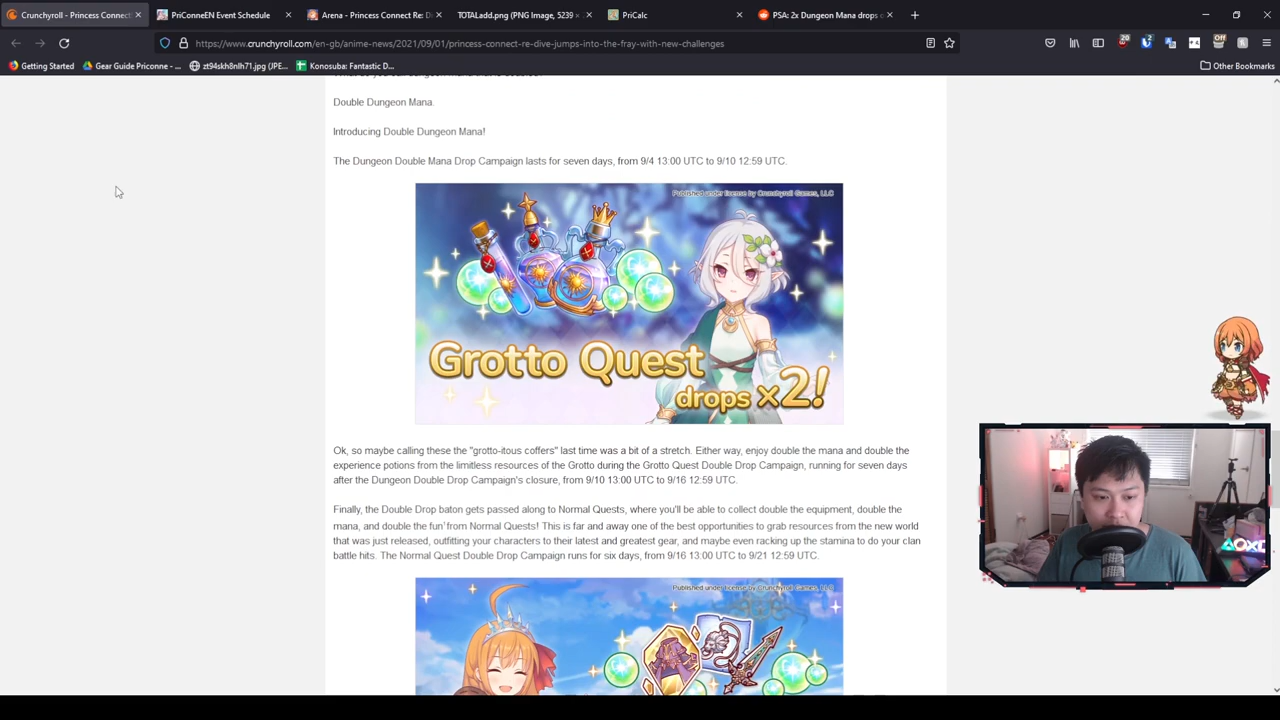 Crunchyroll - Princess Connect
PriConneEN Event Schedule
Arena - Princess Connect Re: D
TOTALadd.png (PNG Image, 5239 ×
PriCalc
PSA: 2x Dungeon Mana drops
https://www.crunchyroll.com/en-gb/anime-news/2021/09/01/princess-connect-re-dive-jumps-into-the-fray-with-new-challenges
20
2
Off
Getting Started
Gear Guide Priconne - ...
zt94skh8nlh71.jpg (JPE...
Konosuba: Fantastic D...
Other Bookmarks
Double Dungeon Mana.
Introducing Double Dungeon Mana!
The Dungeon Double Mana Drop Campaign lasts for seven days, from 9/4 13:00 UTC to 9/10 12:59 UTC.
Published under license by Crunchyroll Games, LLC
Grotto Quest
drops x2!
Ok, so maybe calling these the "grotto-itous coffers" last time was a bit of a stretch. Either way, enjoy double the mana and double the
experience potions from the limitless resources of the Grotto during the Grotto Quest Double Drop Campaign, running for seven days
after the Dungeon Double Drop Campaign's closure, from 9/10 13:00 UTC to 9/16 12:59 UTC.
Finally, the Double Drop baton gets passed along to Normal Quests, where you'll be able to collect double the equipment, double the
mana, and double the fun¹ from Normal Quests! This is far and away one of the best opportunities to grab resources from the new world
that was just released, outfitting your characters to their latest and greatest gear, and maybe even racking up the stamina to do your clan
battle hits. The Normal Quest Double Drop Campaign runs for six days, from 9/16 13:00 UTC to 9/21 12:59 UTC.
Published under license by Crunchyroll Games, LLC